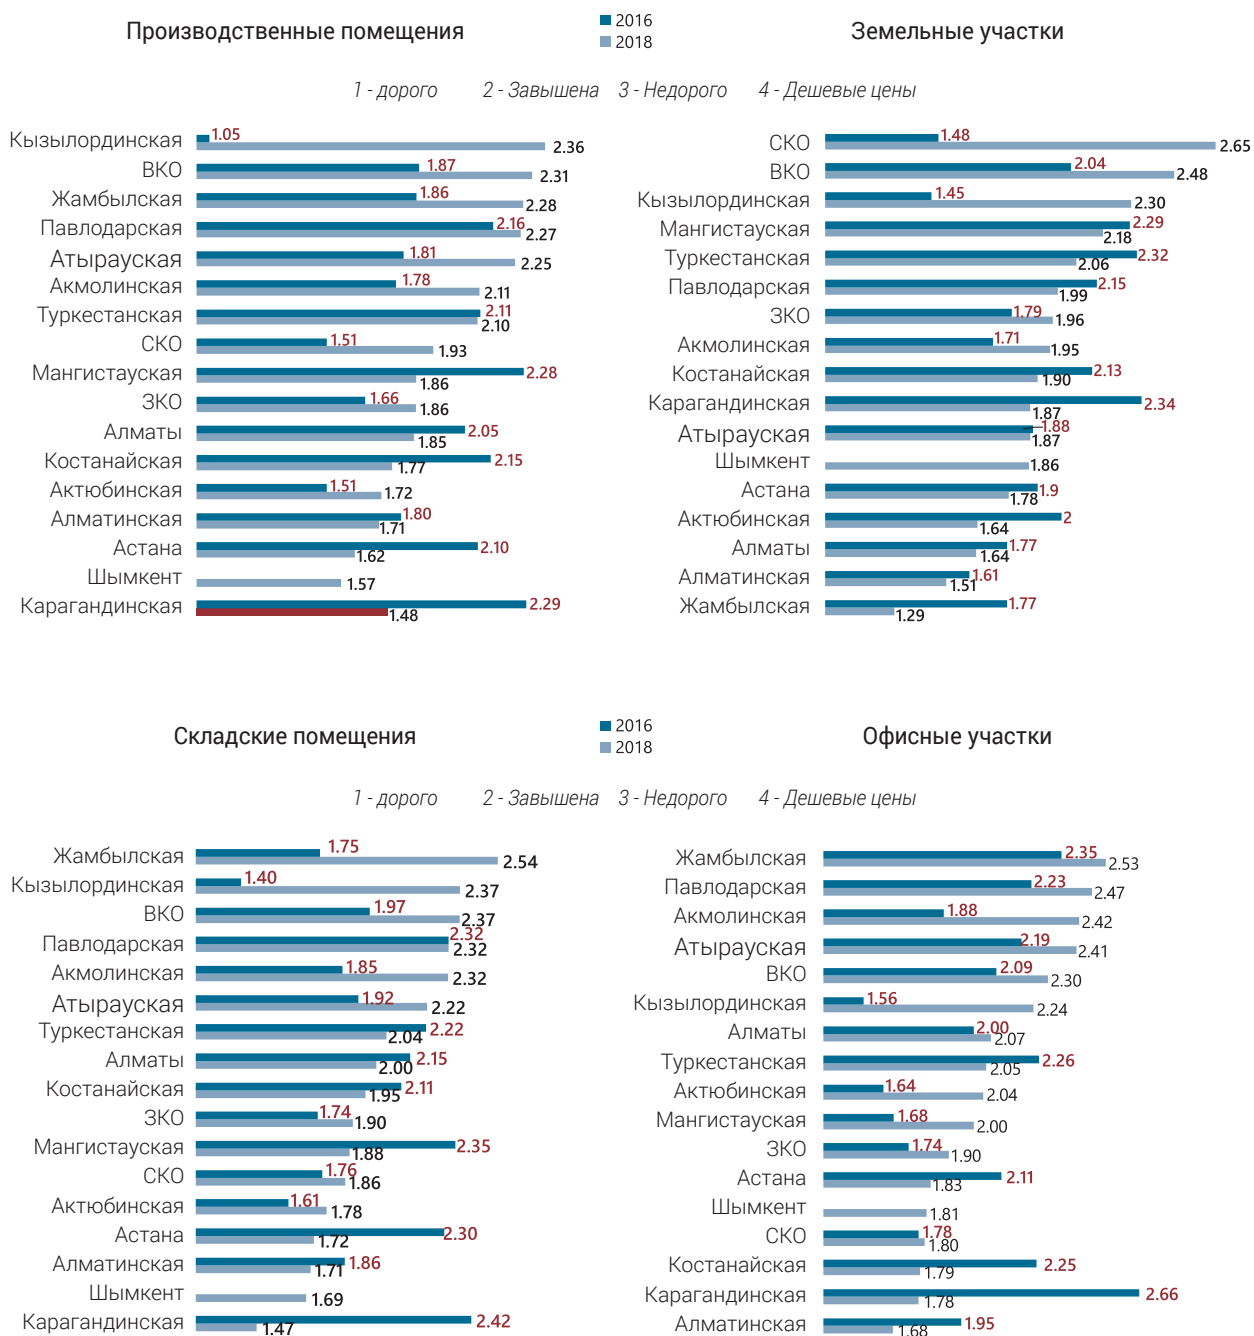 Производственные помещения
2016
2018
Земельные участки
1 - дорого 2 - Завышена 3 - Недорого 4 - Дешевые цены
Кызылординская 1.05 2.36
ВКО 1.87 2.31
Жамбылская 1.86 2.28
Павлодарская 2.16 2.27
Атырауская 1.81 2.25
Акмолинская 1.78 2.11
Туркестанская 2.11 2.10
СКО 1.51 1.93
Мангистауская 2.28 1.86
ЗКО 1.66 1.86
Алматы 2.05 1.85
Костанайская 2.15 1.77
Актюбинская 1.51 1.72
Алматинская 1.80 1.71
Астана 2.10 1.62
Шымкент 1.57
Карагандинская 2.29 1.48
СКО 1.48 2.65
ВКО 2.04 2.48
Кызылординская 1.45 2.30
Мангистауская 2.29 2.18
Туркестанская 2.32 2.06
Павлодарская 2.15 1.99
ЗКО 1.79 1.96
Акмолинская 1.71 1.95
Костанайская 2.13 1.90
Карагандинская 2.34 1.87
Атырауская 1.88 1.87
Шымкент 1.86
Астана 1.9 1.78
Актюбинская 2 1.64
Алматы 1.77 1.64
Алматинская 1.61 1.51
Жамбылская 1.77 1.29
Складские помещения
2016
2018
Офисные участки
1 - дорого 2 - Завышена 3 - Недорого 4 - Дешевые цены
Жамбылская 1.75 2.54
Кызылординская 1.40 2.37
ВКО 1.97 2.37
Павлодарская 2.32 2.32
Акмолинская 1.85 2.32
Атырауская 1.92 2.22
Туркестанская 2.22 2.04
Алматы 2.15 2.00
Костанайская 2.11 1.95
ЗКО 1.74 1.90
Мангистауская 2.35 1.88
СКО 1.76 1.86
Актюбинская 1.61 1.78
Астана 2.30 1.72
Алматинская 1.86 1.71
Шымкент 1.69
Карагандинская 2.42 1.47
Жамбылская 2.35 2.53
Павлодарская 2.23 2.47
Акмолинская 1.88 2.42
Атырауская 2.19 2.41
ВКО 2.09 2.30
Кызылординская 1.56 2.24
Алматы 2.00 2.07
Туркестанская 2.26 2.05
Актюбинская 1.64 2.04
Мангистауская 1.68 2.00
ЗКО 1.74 1.90
Астана 2.11 1.83
Шымкент 1.81
СКО 1.78 1.80
Костанайская 2.25 1.79
Карагандинская 2.66 1.78
Алматинская 1.95 1.68